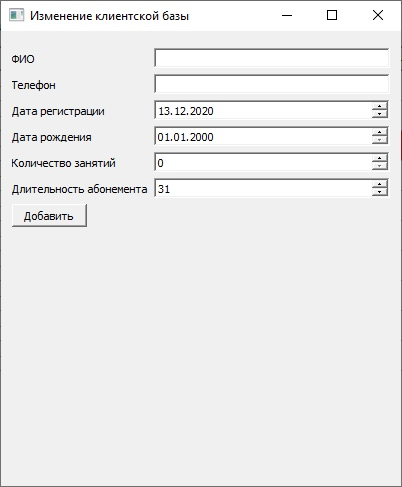 Изменение клиентской базы
ФИО
Телефон
Дата регистрации 13.12.2020
Дата рождения 01.01.2000
Количество занятий 0
Длительность абонемента 31
Добавить